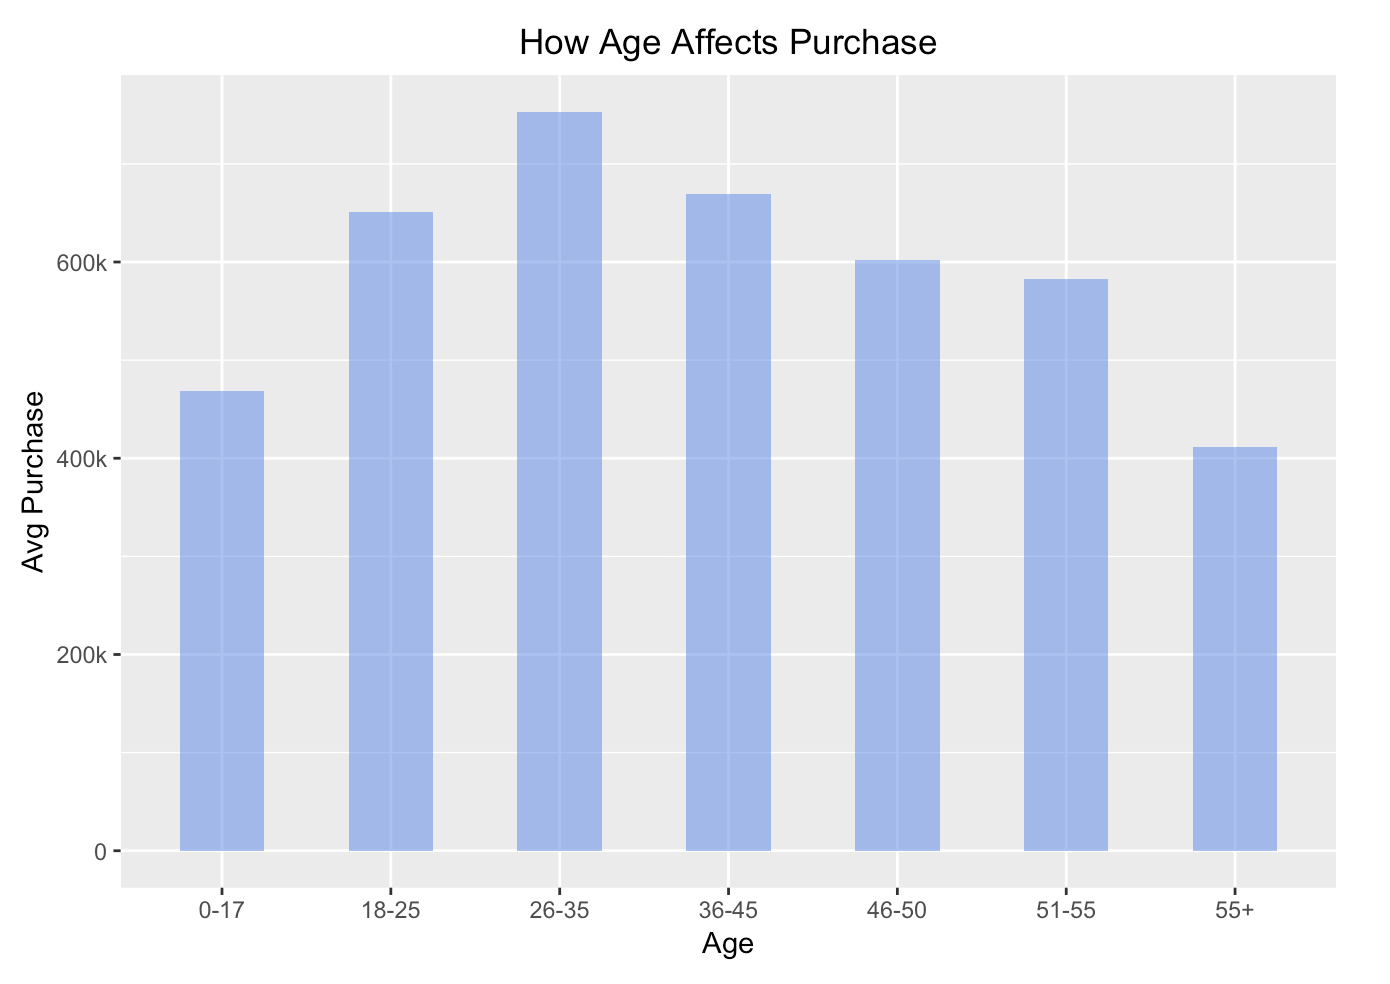 How Age Affects Purchase
Avg Purchase
600k
400k
200k
0
0-17 18-25 26-35 36-45 46-50 51-55 55+
Age